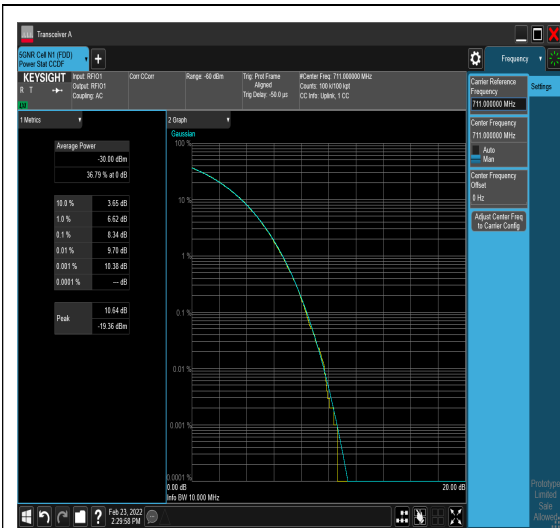 Transceiver A
5GNR Cell N1 (FDD)
Power Stat CCDF
Frequency
KEYSIGHT
R T
Input: RFIO1
Output: RFIO1
Coupling: AC
Corr CCorr
Range: -60 dBm
Trig: Prot Frame
Aligned
Trig Delay: -50.0 µs
#Center Freq: 711.000000 MHz
Counts: 100 k/100 kpt
CC Info: Uplink, 1 CC
1 Metrics
2 Graph
Average Power
-30.00 dBm
36.79 % at 0 dB
10.0 % 3.65 dB
1.0 % 6.62 dB
0.1 % 8.34 dB
0.01 % 9.70 dB
0.001 % 10.38 dB
0.0001 % --- dB
Peak
10.64 dB
-19.36 dBm
Gaussian
100 %
10 %
1 %
0.1 %
0.01 %
0.001 %
0.0001 %
0.00 dB
20.00 dB
Info BW 10.000 MHz
Carrier Reference
Frequency
711.000000 MHz
Center Frequency
711.000000 MHz
Auto
Man
Center Frequency
Offset
0 Hz
Adjust Center Freq
to Carrier Config
Settings
Prototype
Limited
Sale
Allowed
Feb 23, 2022
2:29:58 PM